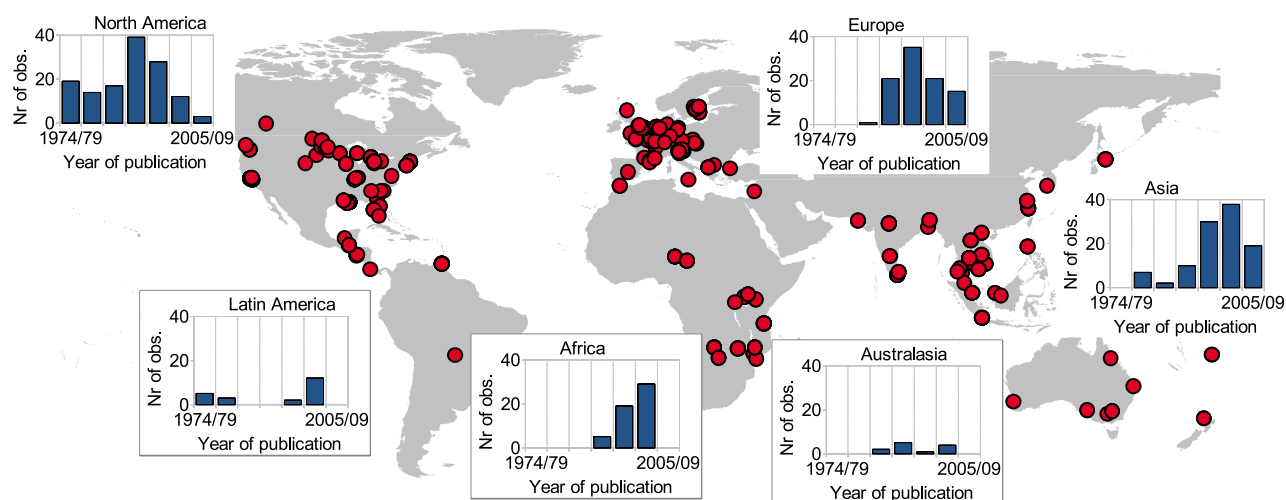 North America
40
20
0
Nr of obs.
1974/79 2005/09
Year of publication
Europe
40
20
0
Nr of obs.
1974/79 2005/09
Year of publication
Asia
40
20
0
Nr of obs.
1974/79 2005/09
Year of publication
Latin America
40
20
0
Nr of obs.
1974/79 2005/09
Year of publication
Africa
40
20
0
Nr of obs.
1974/79 2005/09
Year of publication
Australasia
40
20
0
Nr of obs.
1974/79 2005/09
Year of publication